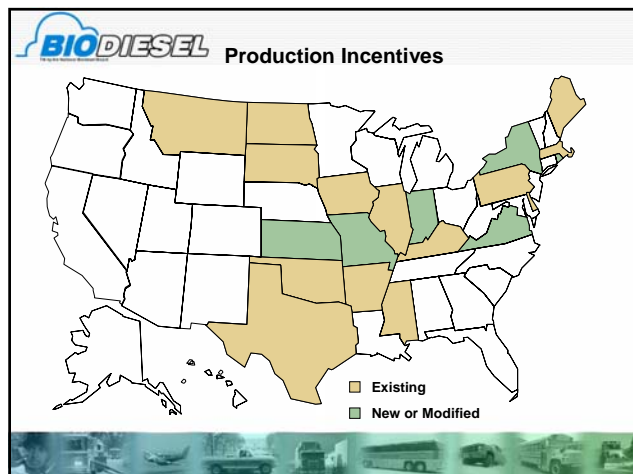 BIODIESEL
Production Incentives
Existing
New or Modified